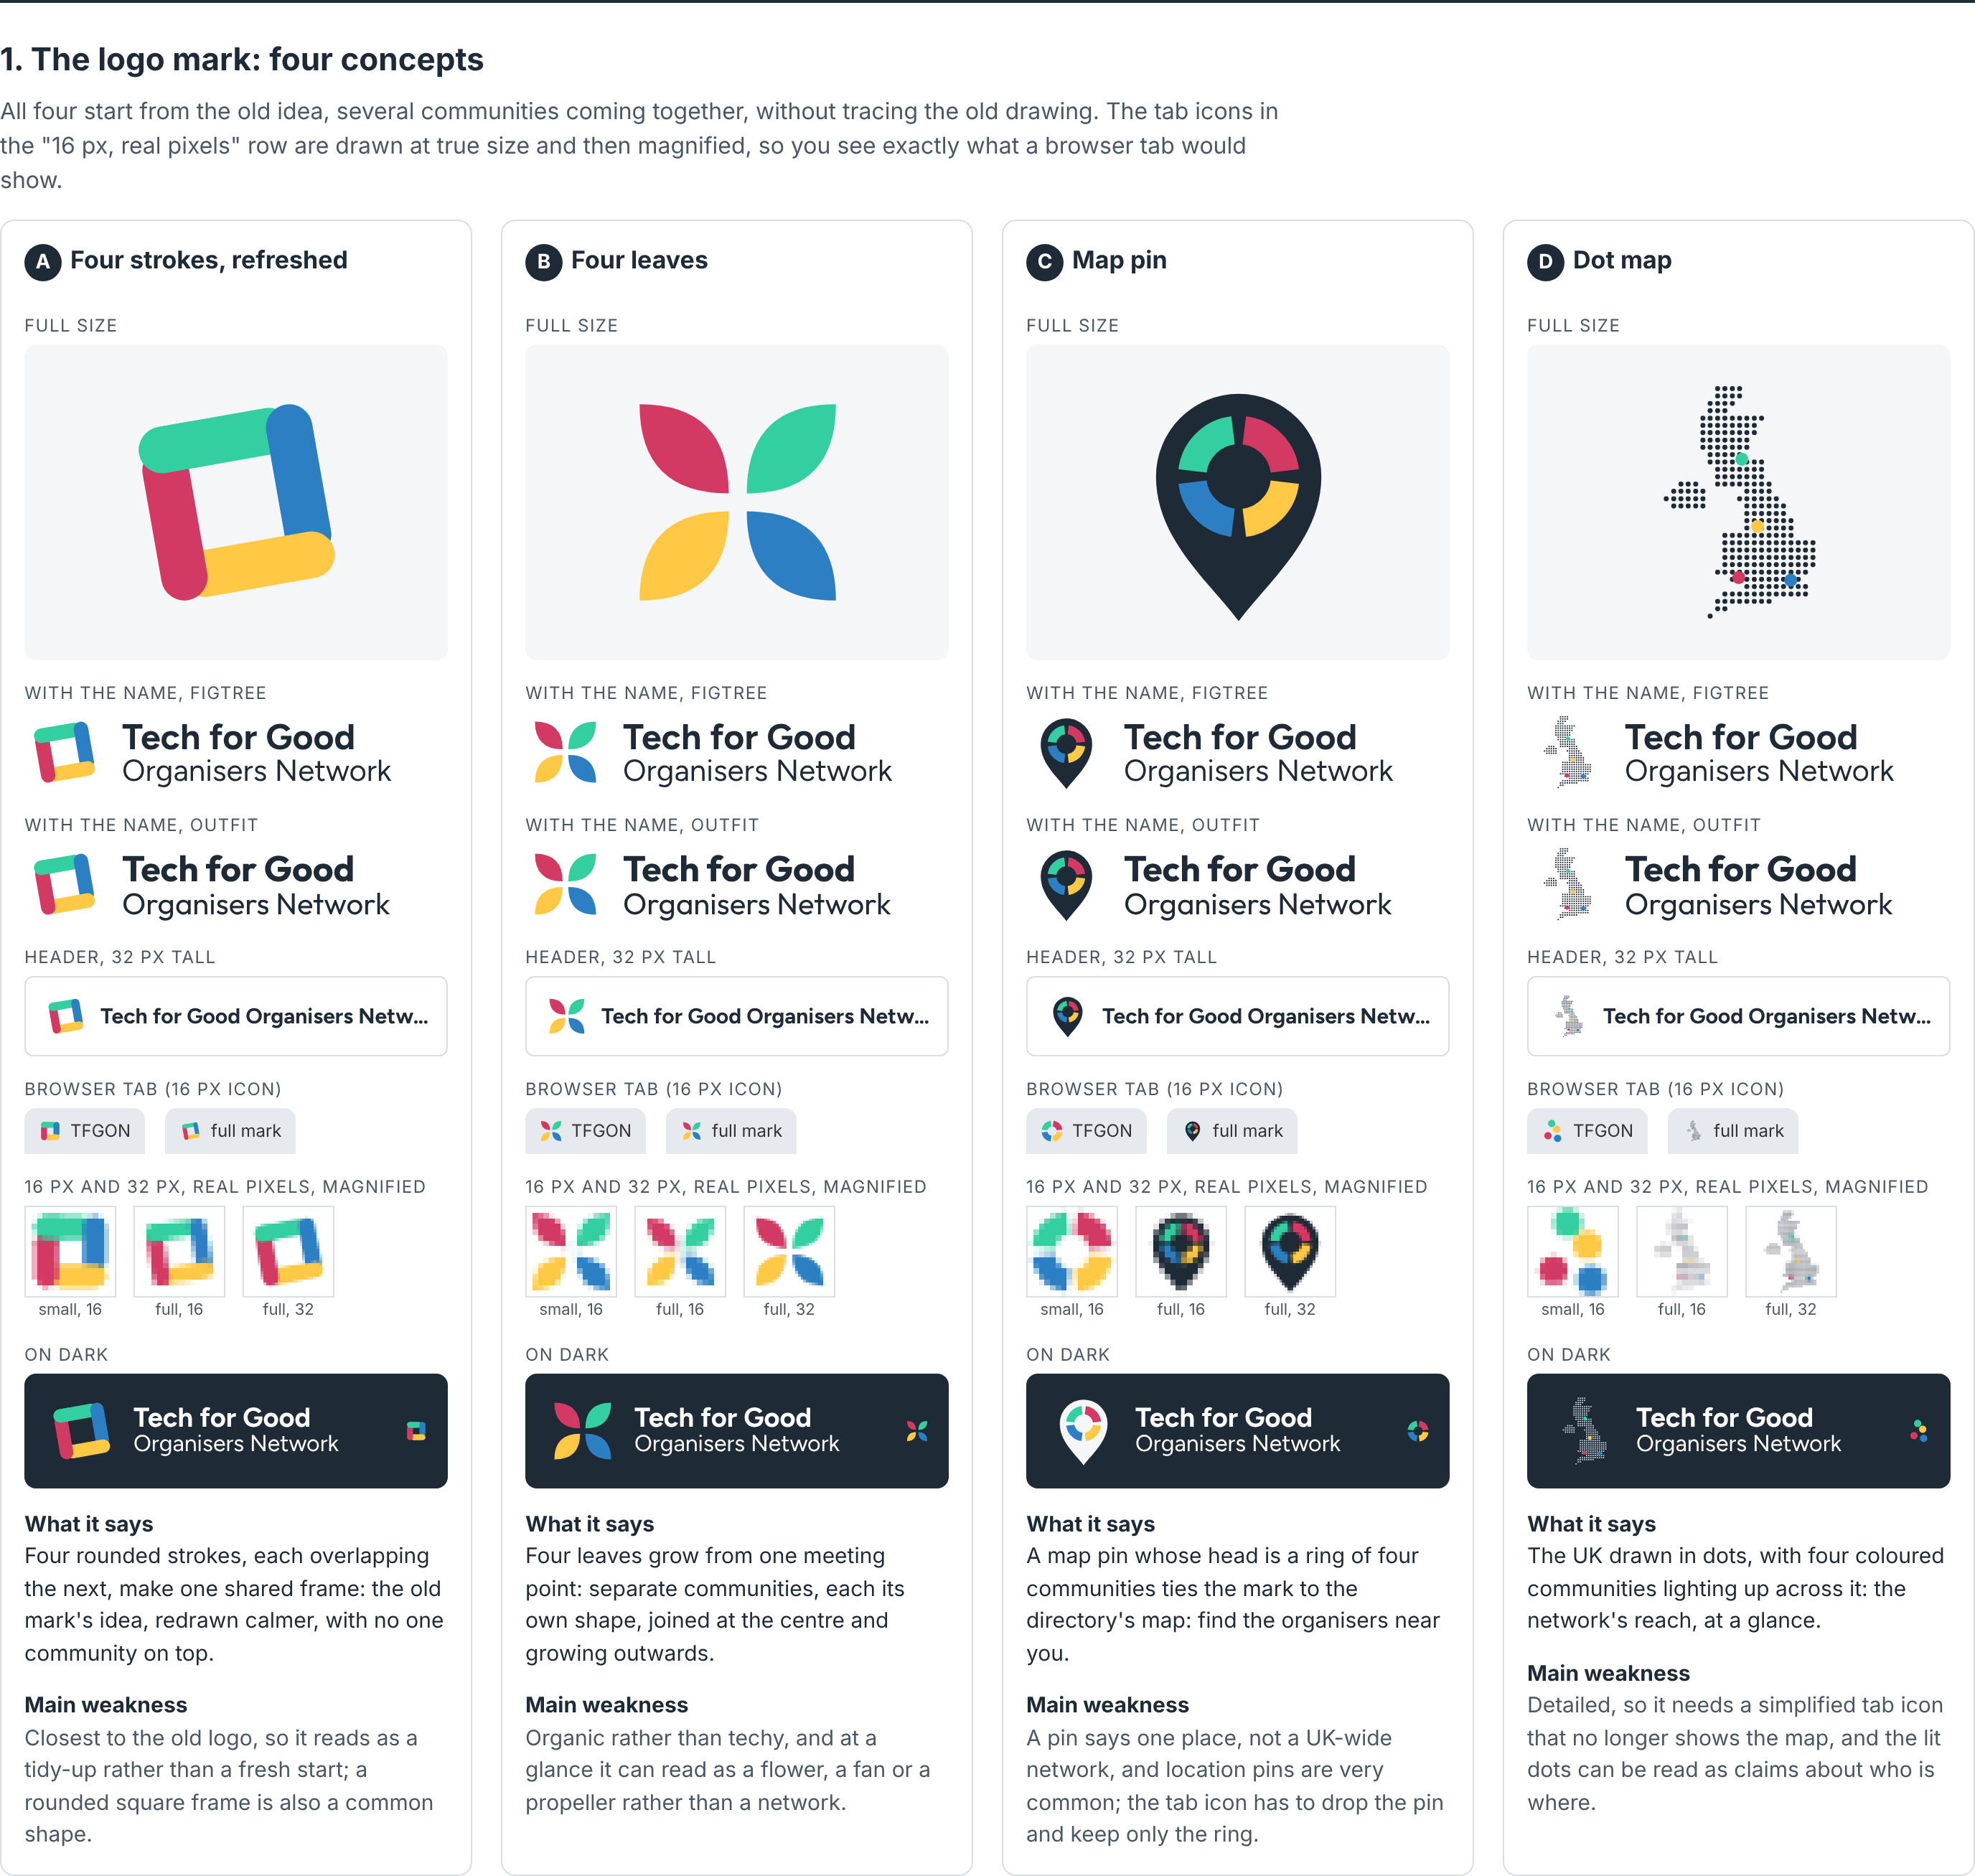 1. The logo mark: four concepts
All four start from the old idea, several communities coming together, without tracing the old drawing. The tab icons in
the "16 px, real pixels" row are drawn at true size and then magnified, so you see exactly what a browser tab would
show.
A Four strokes, refreshed
FULL SIZE
WITH THE NAME, FIGTREE
Tech for Good
Organisers Network
WITH THE NAME, OUTFIT
Tech for Good
Organisers Network
HEADER, 32 PX TALL
Tech for Good Organisers Netw...
BROWSER TAB (16 PX ICON)
TFGON full mark
16 PX AND 32 PX, REAL PIXELS, MAGNIFIED
small, 16 full, 16 full, 32
ON DARK
Tech for Good
Organisers Network
What it says
Four rounded strokes, each overlapping
the next, make one shared frame: the old
mark's idea, redrawn calmer, with no one
community on top.
Main weakness
Closest to the old logo, so it reads as a
tidy-up rather than a fresh start; a
rounded square frame is also a common
shape.
B Four leaves
FULL SIZE
WITH THE NAME, FIGTREE
Tech for Good
Organisers Network
WITH THE NAME, OUTFIT
Tech for Good
Organisers Network
HEADER, 32 PX TALL
Tech for Good Organisers Netw...
BROWSER TAB (16 PX ICON)
TFGON full mark
16 PX AND 32 PX, REAL PIXELS, MAGNIFIED
small, 16 full, 16 full, 32
ON DARK
Tech for Good
Organisers Network
What it says
Four leaves grow from one meeting
point: separate communities, each its
own shape, joined at the centre and
growing outwards.
Main weakness
Organic rather than techy, and at a
glance it can read as a flower, a fan or a
propeller rather than a network.
C Map pin
FULL SIZE
WITH THE NAME, FIGTREE
Tech for Good
Organisers Network
WITH THE NAME, OUTFIT
Tech for Good
Organisers Network
HEADER, 32 PX TALL
Tech for Good Organisers Netw...
BROWSER TAB (16 PX ICON)
TFGON full mark
16 PX AND 32 PX, REAL PIXELS, MAGNIFIED
small, 16 full, 16 full, 32
ON DARK
Tech for Good
Organisers Network
What it says
A map pin whose head is a ring of four
communities ties the mark to the
directory's map: find the organisers near
you.
Main weakness
A pin says one place, not a UK-wide
network, and location pins are very
common; the tab icon has to drop the pin
and keep only the ring.
D Dot map
FULL SIZE
WITH THE NAME, FIGTREE
Tech for Good
Organisers Network
WITH THE NAME, OUTFIT
Tech for Good
Organisers Network
HEADER, 32 PX TALL
Tech for Good Organisers Netw...
BROWSER TAB (16 PX ICON)
TFGON full mark
16 PX AND 32 PX, REAL PIXELS, MAGNIFIED
small, 16 full, 16 full, 32
ON DARK
Tech for Good
Organisers Network
What it says
The UK drawn in dots, with four coloured
communities lighting up across it: the
network's reach, at a glance.
Main weakness
Detailed, so it needs a simplified tab icon
that no longer shows the map, and the lit
dots can be read as claims about who is
where.